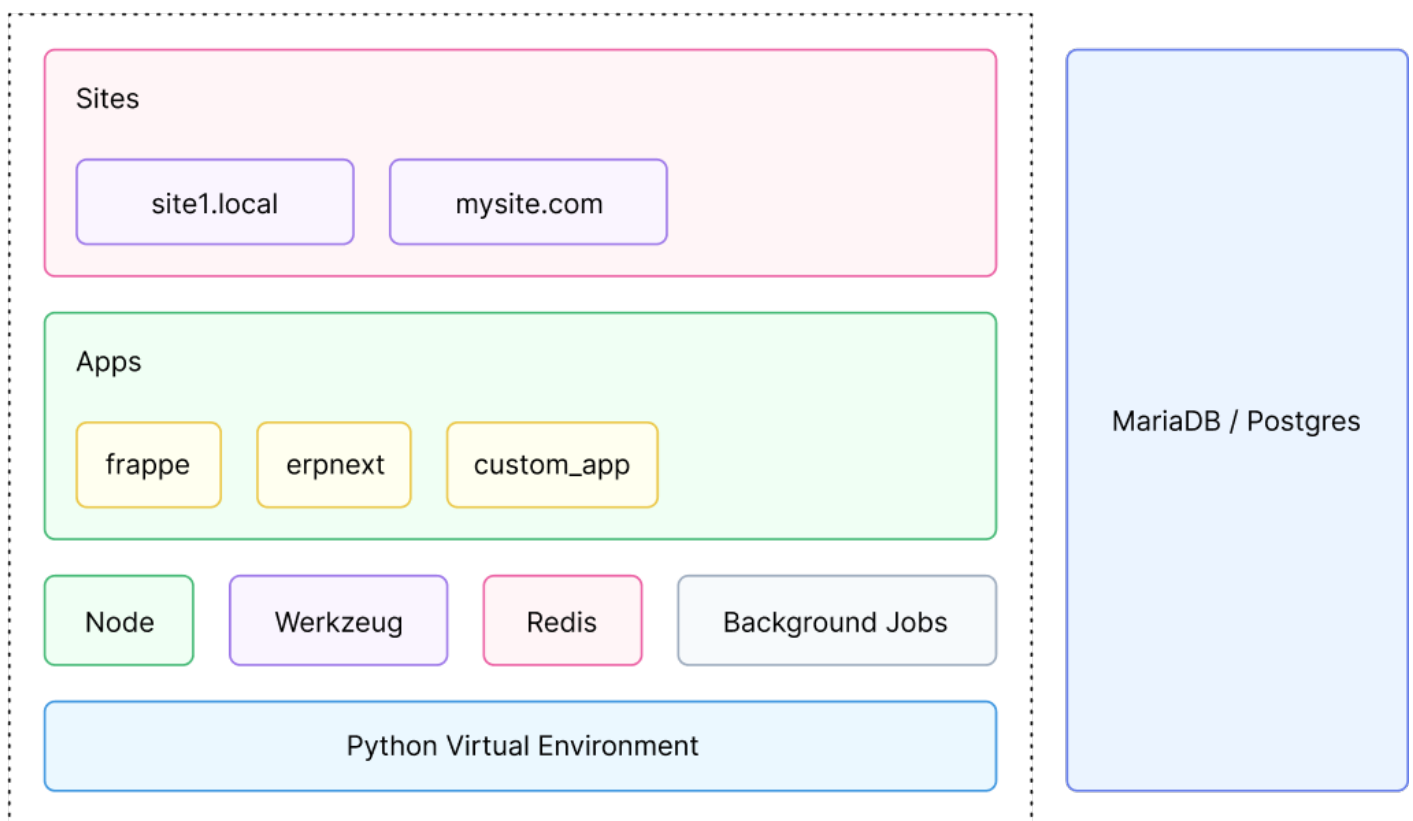 Sites
site1.local
mysite.com
Apps
frappe
erpnext
custom_app
MariaDB / Postgres
Node
Werkzeug
Redis
Background Jobs
Python Virtual Environment